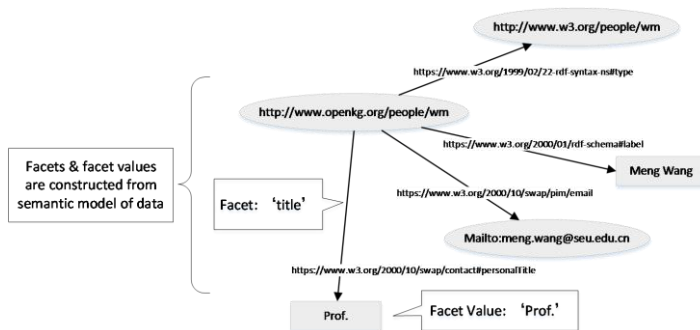 http://www.w3.org/people/wm
https://www.w3.org/1999/02/22-rdf-syntax-ns#type
http://www.openkg.org/people/wm
https://www.w3.org/2000/01/rdf-schema#label
Meng Wang
Facets & facet values
are constructed from
semantic model of data
Facet: ‘title’
https://www.w3.org/2000/10/swap/pim/email
Mailto:meng.wang@seu.edu.cn
https://www.w3.org/2000/10/swap/contact#personalTitle
Prof.
Facet Value: ‘Prof.’